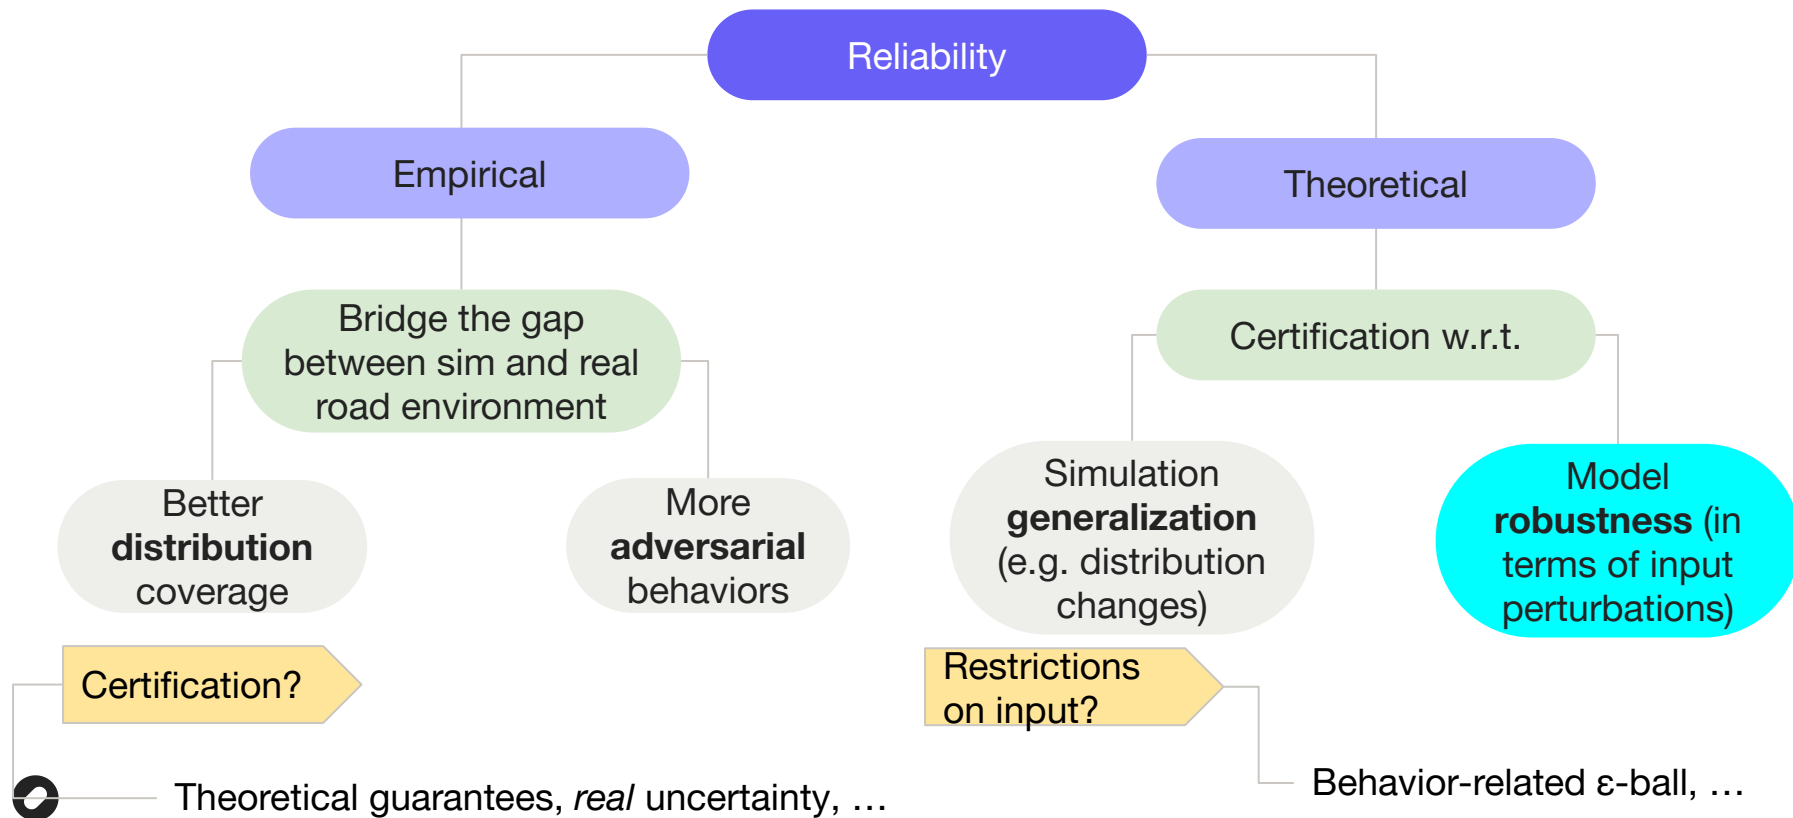 Reliability
Empirical
Theoretical
Bridge the gap
between sim and real
road environment
Certification w.r.t.
Better
distribution
coverage
More
adversarial
behaviors
Simulation
generalization
(e.g. distribution
changes)
Model
robustness (in
terms of input
perturbations)
Certification?
Restrictions
on input?
Theoretical guarantees, real uncertainty, …
Behavior-related ε-ball, …